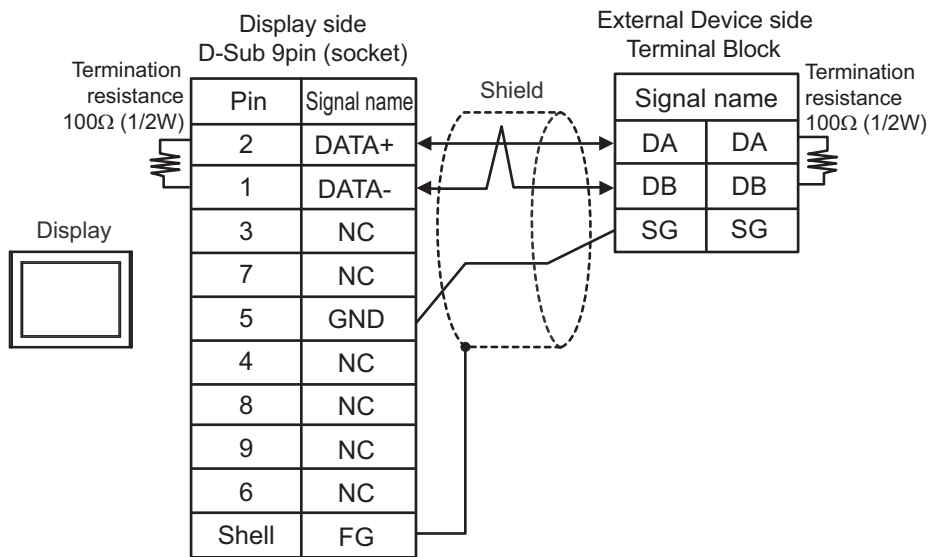 Display side
D-Sub 9pin (socket)
External Device side
Terminal Block
Termination
resistance
100Ω (1/2W)
Shield
Termination
resistance
100Ω (1/2W)
Display
Pin Signal name
2 DATA+
1 DATA-
3 NC
7 NC
5 GND
4 NC
8 NC
9 NC
6 NC
Shell FG
Signal name
DA DA
DB DB
SG SG